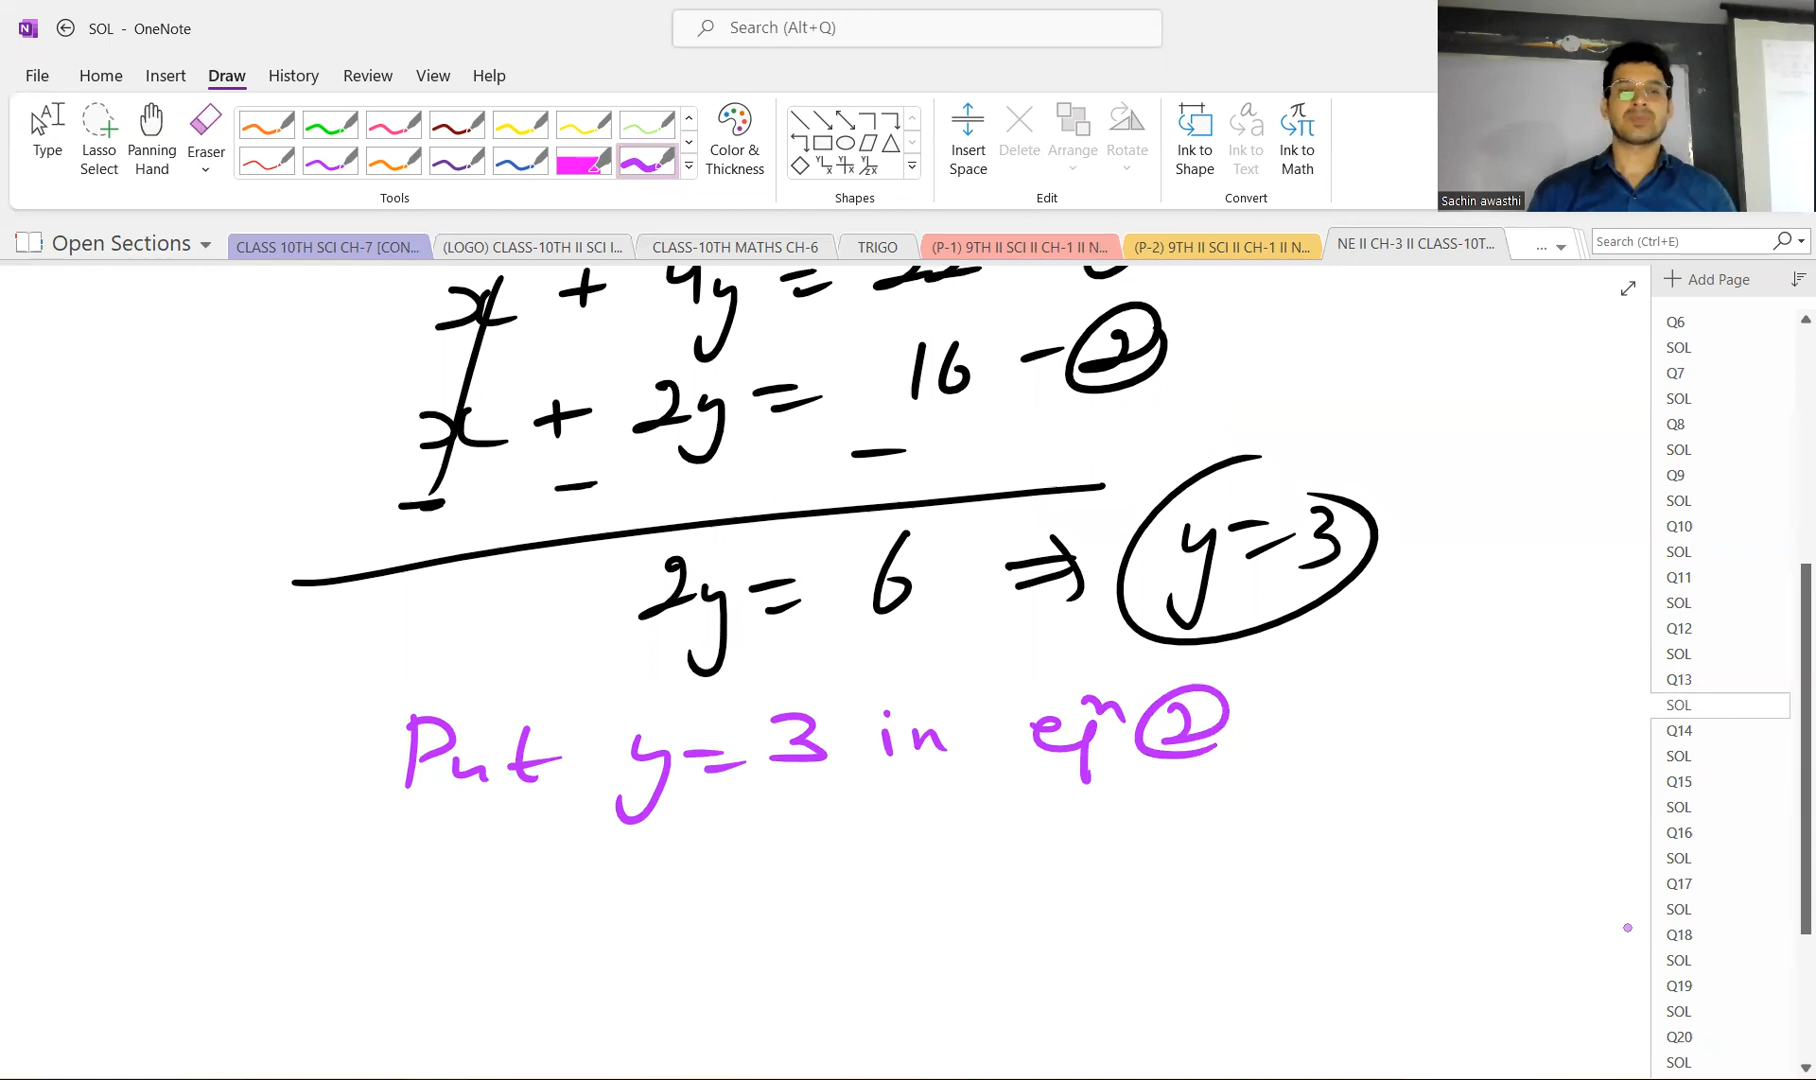 SOL - OneNote
Search (Alt+Q)
File Home Insert Draw History Review View Help
Type
Lasso Select
Panning Hand
Eraser
Color & Thickness
Insert Space
Delete
Arrange
Rotate
Ink to Shape
Ink to Text
Ink to Math
Tools Shapes Edit Convert
Sachin awasthi
Open Sections
CLASS 10TH SCI CH-7 [CON...
(LOGO) CLASS-10TH II SCI I...
CLASS-10TH MATHS CH-6
TRIGO
(P-1) 9TH II SCI II CH-1 II N...
(P-2) 9TH II SCI II CH-1 II N...
NE II CH-3 II CLASS-10T...
...
Search (Ctrl+E)
x + 4y =
x + 2y = 16 - 2
2y = 6 ⇒ y = 3
Put y = 3 in eqⁿ 2
Add Page
Q6
SOL
Q7
SOL
Q8
SOL
Q9
SOL
Q10
SOL
Q11
SOL
Q12
SOL
Q13
SOL
Q14
SOL
Q15
SOL
Q16
SOL
Q17
SOL
Q18
SOL
Q19
SOL
Q20
SOL